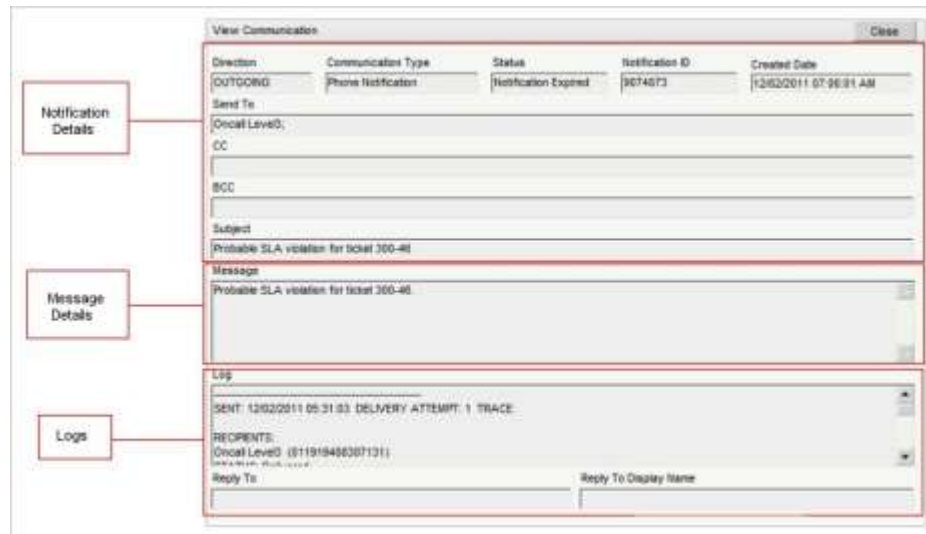 View Communication
Close
Direction
Communication Type
Status
Notification ID
Created Date
OUTGOING
Phone Notification
Notification Expired
9074073
12/02/2011 07:06:01 AM
Send To
Oncall Level3;
CC
BCC
Subject
Probable SLA violation for ticket 300-46
Message
Probable SLA violation for ticket 300-46.
Log
SENT: 12/02/2011 05:31:03 DELIVERY ATTEMPT: 1 TRACE
RECIPIENTS:
Oncall Level3
Reply To
Reply To Display Name
Notification
Details
Message
Details
Logs